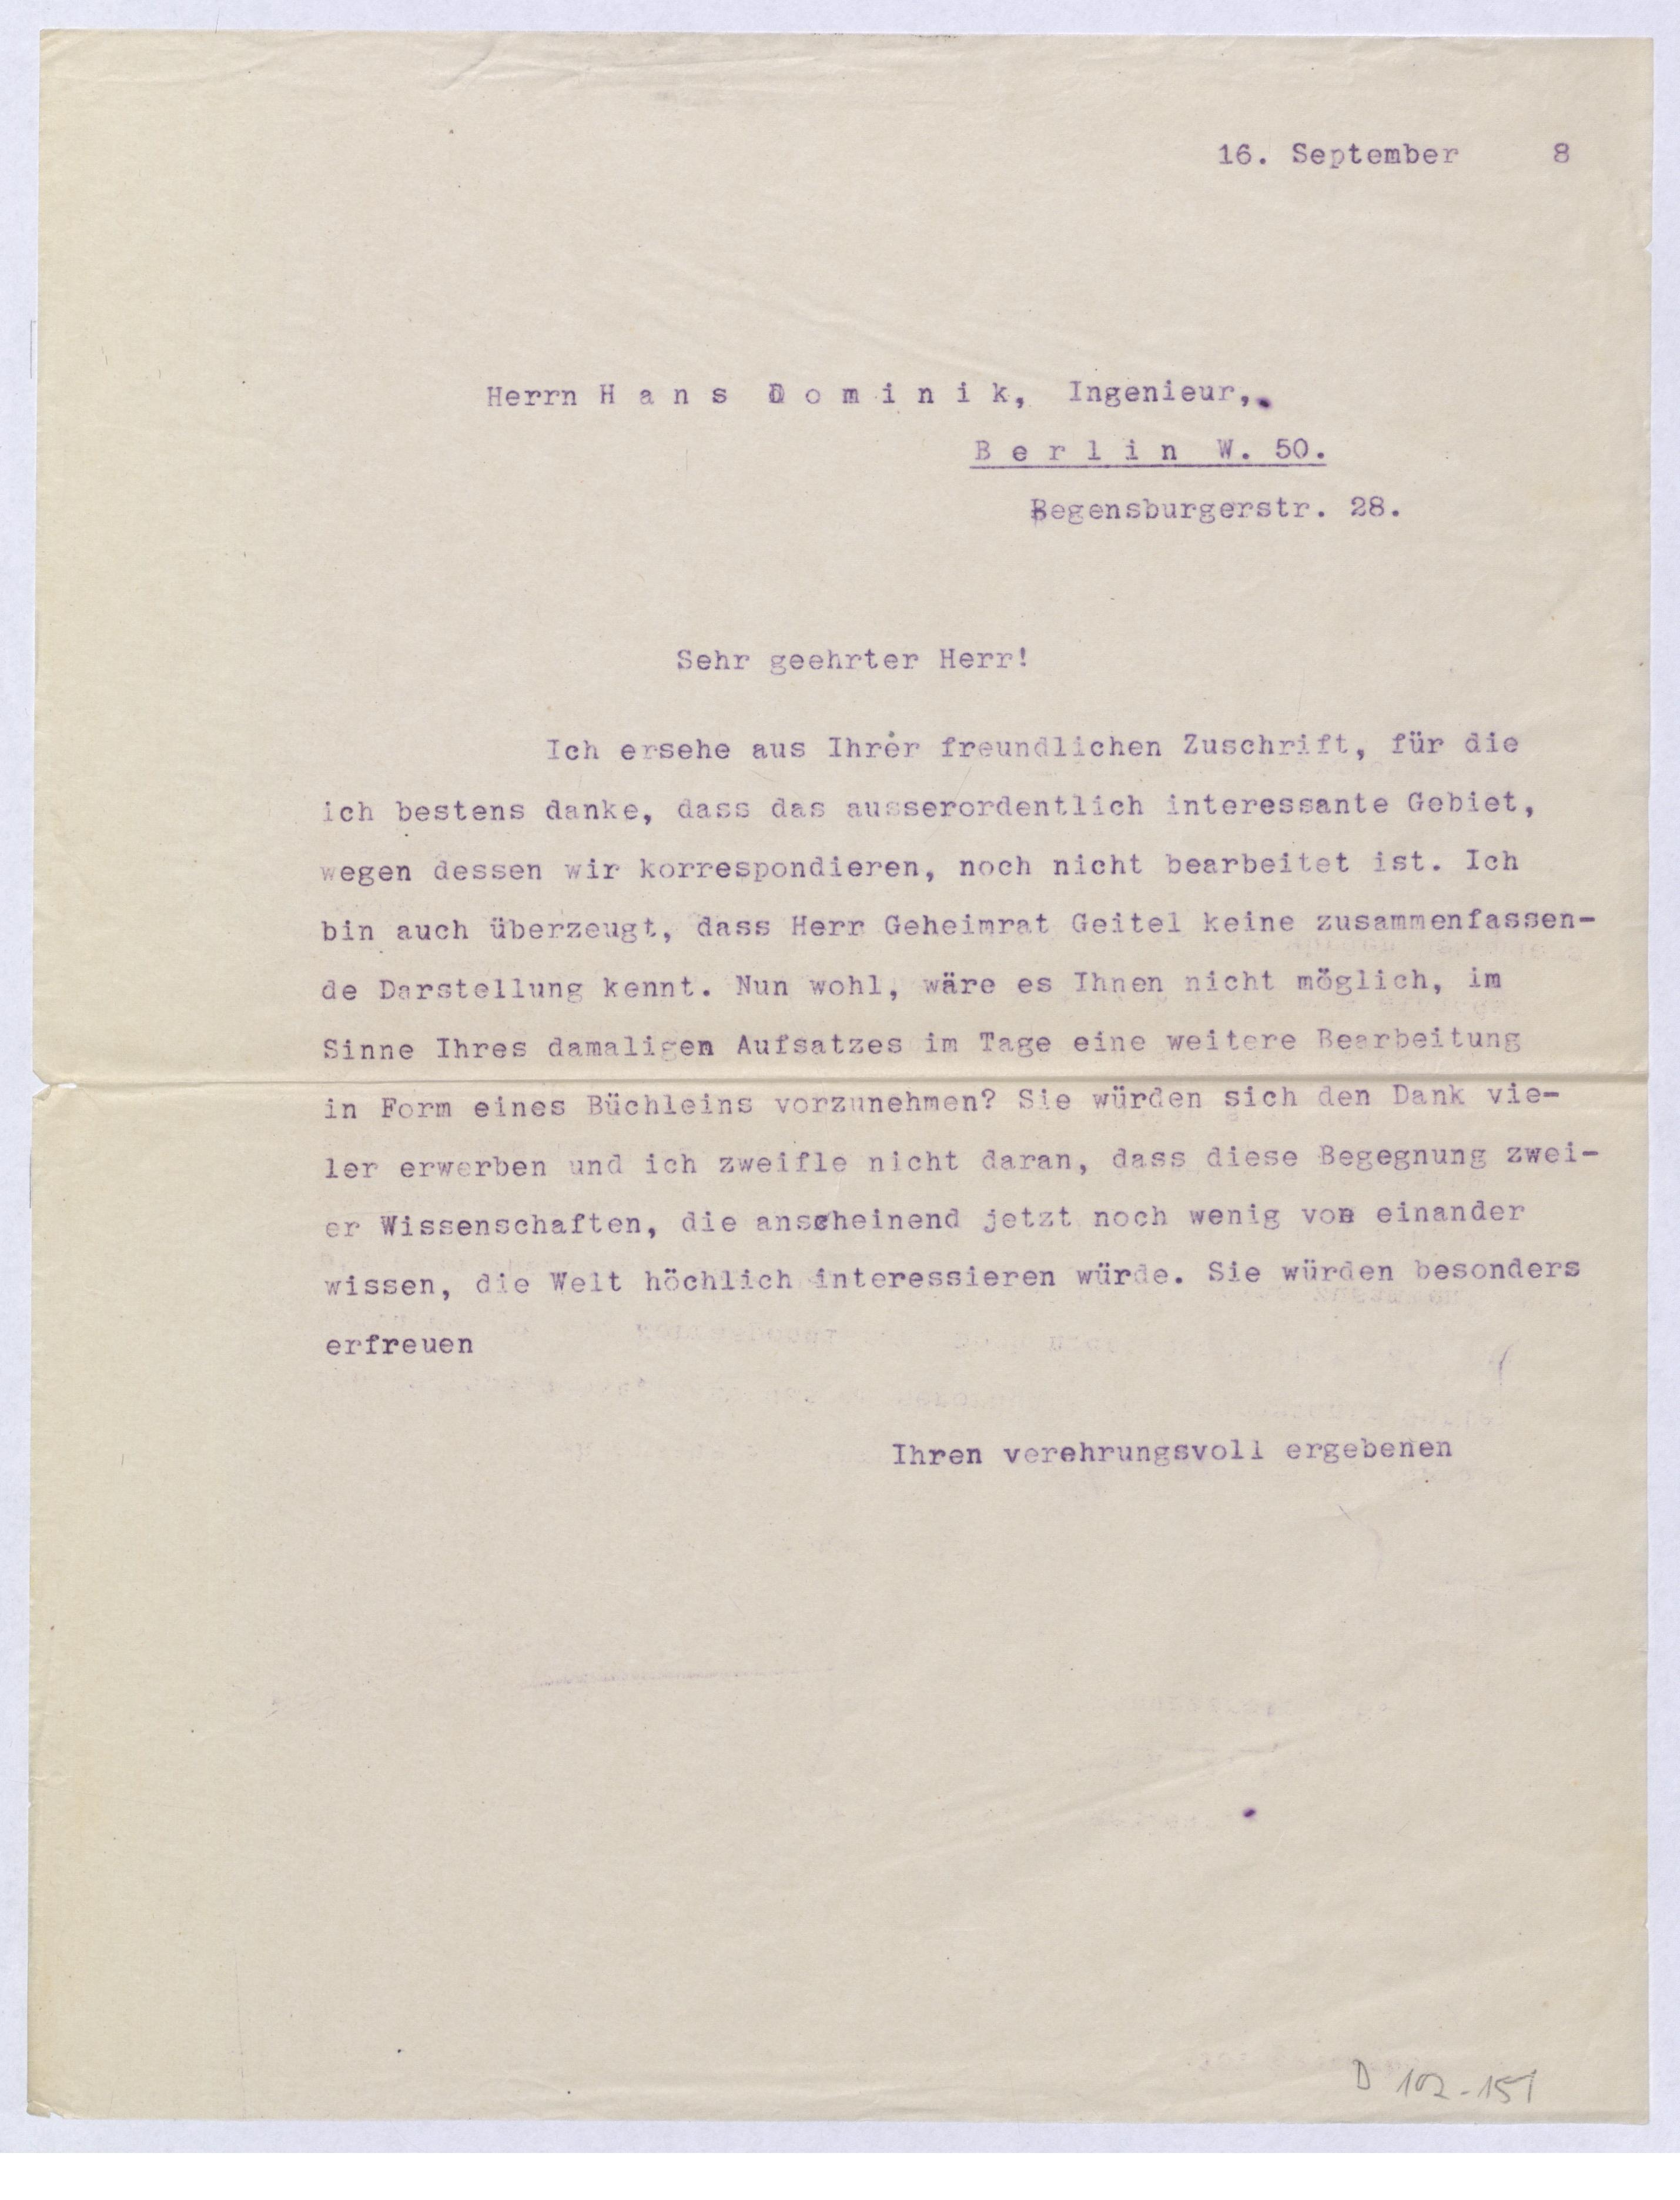 16. September 8
Herrn H a n s D o m i n i k, Ingenieur,
B e r l i n W. 50.
Regensburgerstr. 28.
Sehr geehrter Herr!
Ich ersehe aus Ihrer freundlichen Zuschrift, für die
ich bestens danke, dass das ausserordentlich interessante Gebiet,
wegen dessen wir korrespondieren, noch nicht bearbeitet ist. Ich
bin auch überzeugt, dass Herr Geheimrat Geitel keine zusammenfassen-
de Darstellung kennt. Nun wohl, wäre es Ihnen nicht möglich, im
Sinne Ihres damaligen Aufsatzes im Tage eine weitere Bearbeitung
in Form eines Büchleins vorzunehmen? Sie würden sich den Dank vie-
ler erwerben und ich zweifle nicht daran, dass diese Begegnung zwei-
er Wissenschaften, die anscheinend jetzt noch wenig von einander
wissen, die Welt höchlich interessieren würde. Sie würden besonders
erfreuen
Ihren verehrungsvoll ergebenen
D 102-151